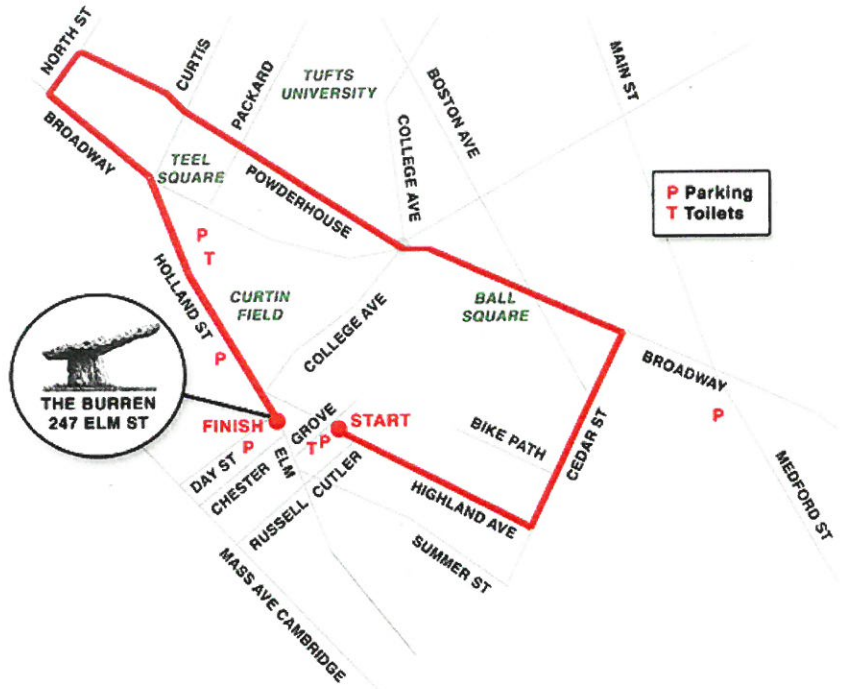 NORTH ST
CURTIS
PACKARD
TUFTS
UNIVERSITY
BOSTON AVE
MAIN ST
BROADWAY
TEEL
SQUARE
POWDERHOUSE
COLLEGE AVE
P Parking
T Toilets
P
T
HOLLAND ST
CURTIN
FIELD
COLLEGE AVE
BALL
SQUARE
P
THE BURREN
247 ELM ST
FINISH
START
GROVE
P
T P
BROADWAY
P
DAY ST
CHESTER
ELM
BIKE PATH
CEDAR ST
RUSSELL
CUTLER
HIGHLAND AVE
SUMMER ST
MEDFORD ST
MASS AVE CAMBRIDGE